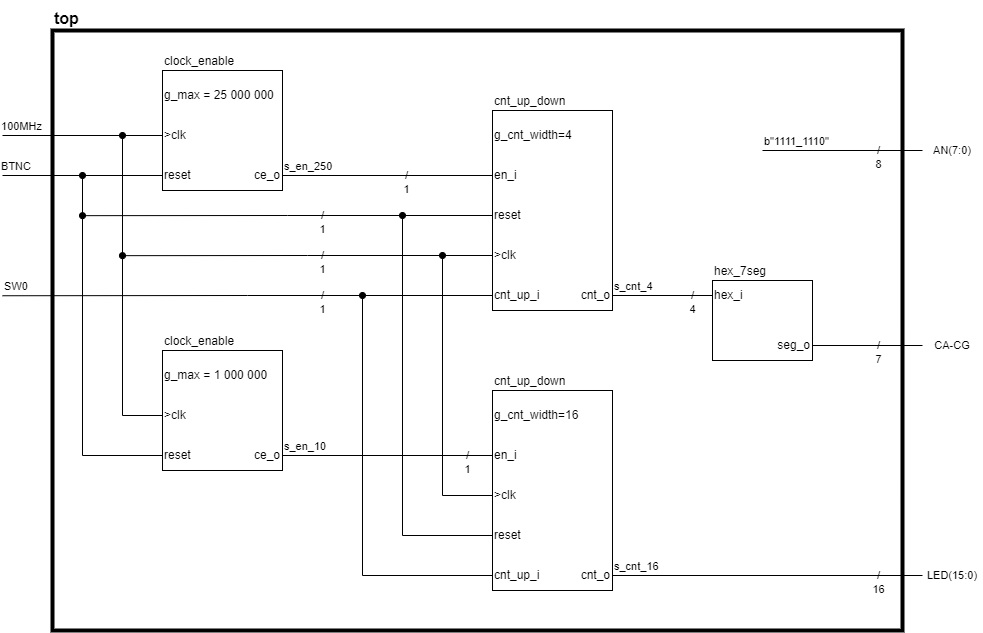 top
clock_enable
g_max = 25 000 000
100MHz
>clk
BTNC
reset
ce_o
s_en_250
/
1
cnt_up_down
g_cnt_width=4
en_i
reset
>clk
cnt_up_i
cnt_o
s_cnt_4
/
4
/
1
/
1
SW0
/
1
b"1111_1110"
/
8
AN(7:0)
hex_7seg
hex_i
seg_o
/
7
CA-CG
clock_enable
g_max = 1 000 000
>clk
reset
ce_o
s_en_10
/
1
cnt_up_down
g_cnt_width=16
en_i
>clk
reset
cnt_up_i
cnt_o
s_cnt_16
/
16
LED(15:0)